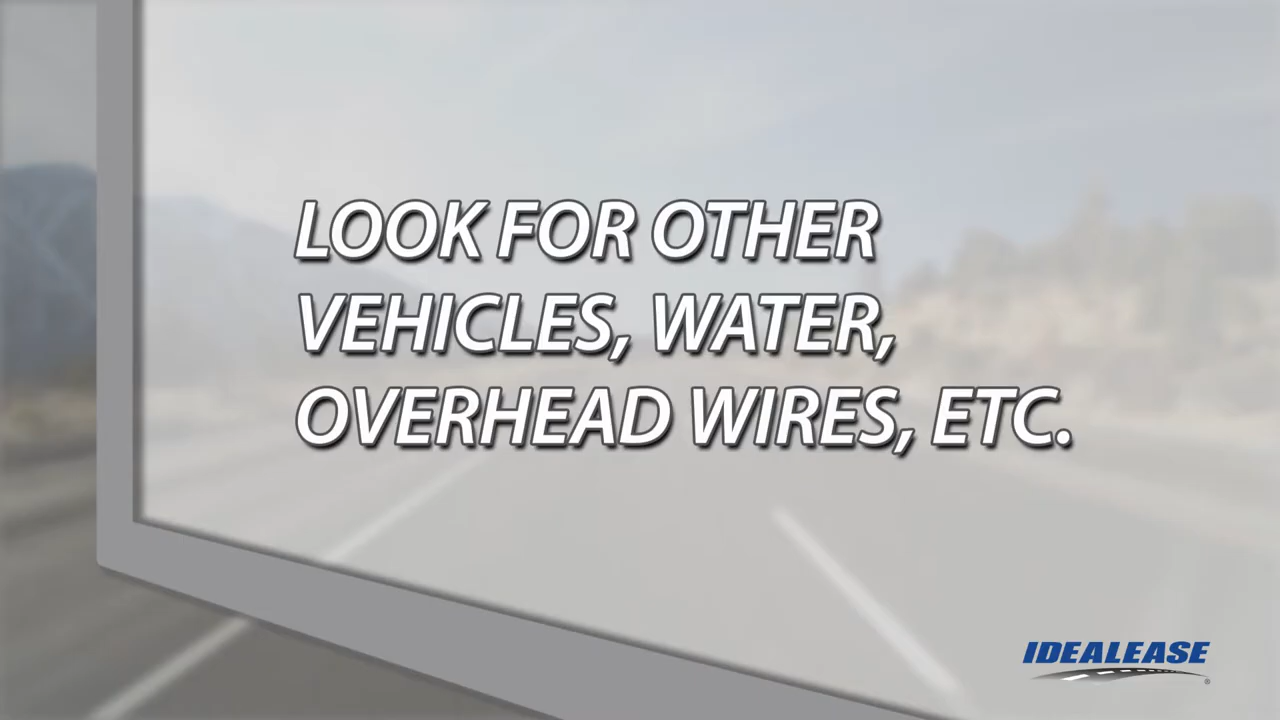 LOOK FOR OTHER
VEHICLES, WATER,
OVERHEAD WIRES, ETC.
IDEALEASE
®